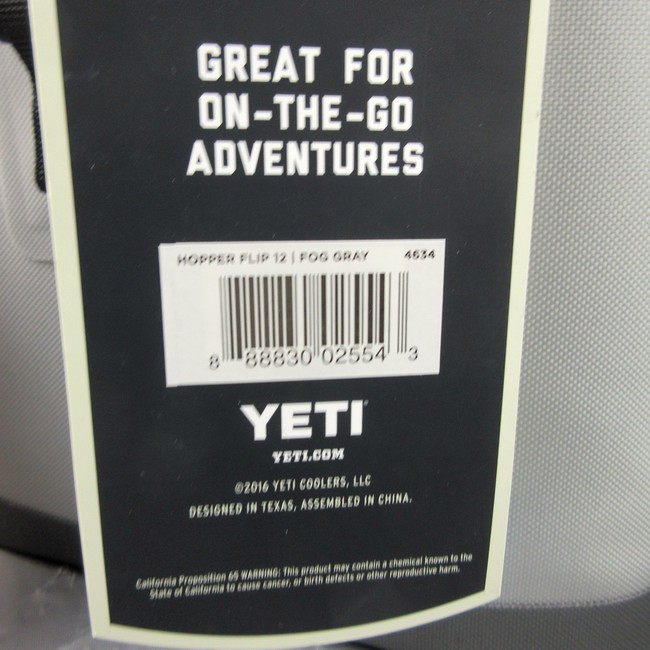 GREAT FOR
ON-THE-GO
ADVENTURES
HOPPER FLIP 12 | FOG GRAY 4634
8 88830 02554 3
YETI
YETI.COM
©2016 YETI COOLERS, LLC
DESIGNED IN TEXAS, ASSEMBLED IN CHINA.
California Proposition 65 WARNING: This product may contain a chemical known to the
State of California to cause cancer, or birth defects or other reproductive harm.